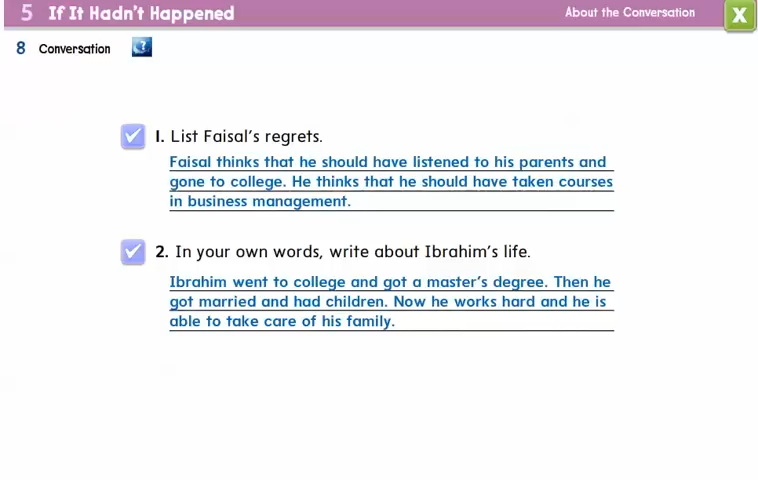 5 If It Hadn't Happened
About the Conversation
X
8 Conversation
?
1. List Faisal's regrets.
Faisal thinks that he should have listened to his parents and
gone to college. He thinks that he should have taken courses
in business management.
2. In your own words, write about Ibrahim's life.
Ibrahim went to college and got a master's degree. Then he
got married and had children. Now he works hard and he is
able to take care of his family.